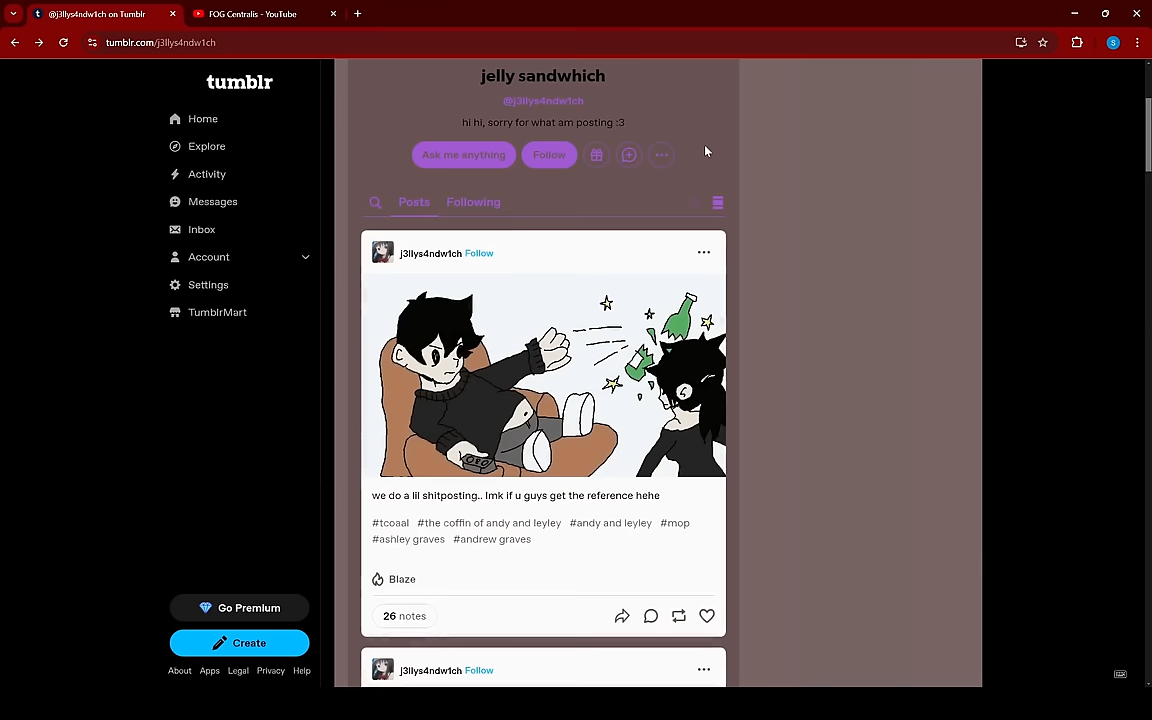 @j3llys4ndw1ch on Tumblr
FOG Centralis - YouTube
tumblr.com/j3llys4ndw1ch
S
tumblr
Home
Explore
Activity
Messages
Inbox
Account
Settings
TumblrMart
Go Premium
Create
About Apps Legal Privacy Help
jelly sandwhich
@j3llys4ndw1ch
hi hi, sorry for what am posting :3
Ask me anything Follow
Posts Following
j3llys4ndw1ch Follow
we do a lil shitposting.. lmk if u guys get the reference hehe
#tcoaal #the coffin of andy and leyley #andy and leyley #mop
#ashley graves #andrew graves
Blaze
26 notes
j3llys4ndw1ch Follow